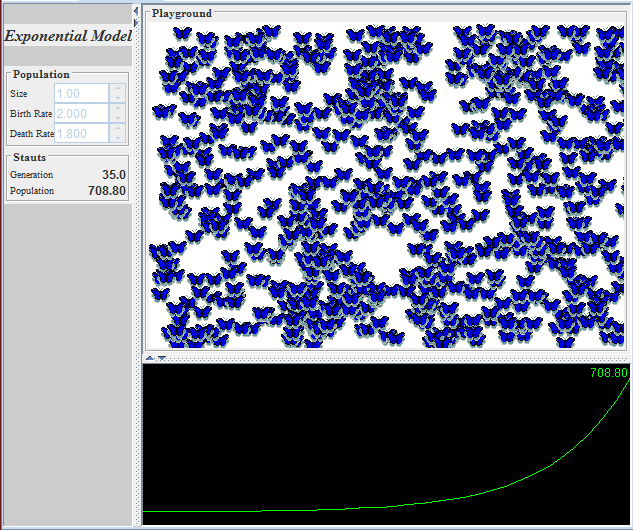 Exponential Model
Population
Size 1.00
Birth Rate 2.000
Death Rate 1.800
Stauts
Generation 35.0
Population 708.80
Playground
708.80